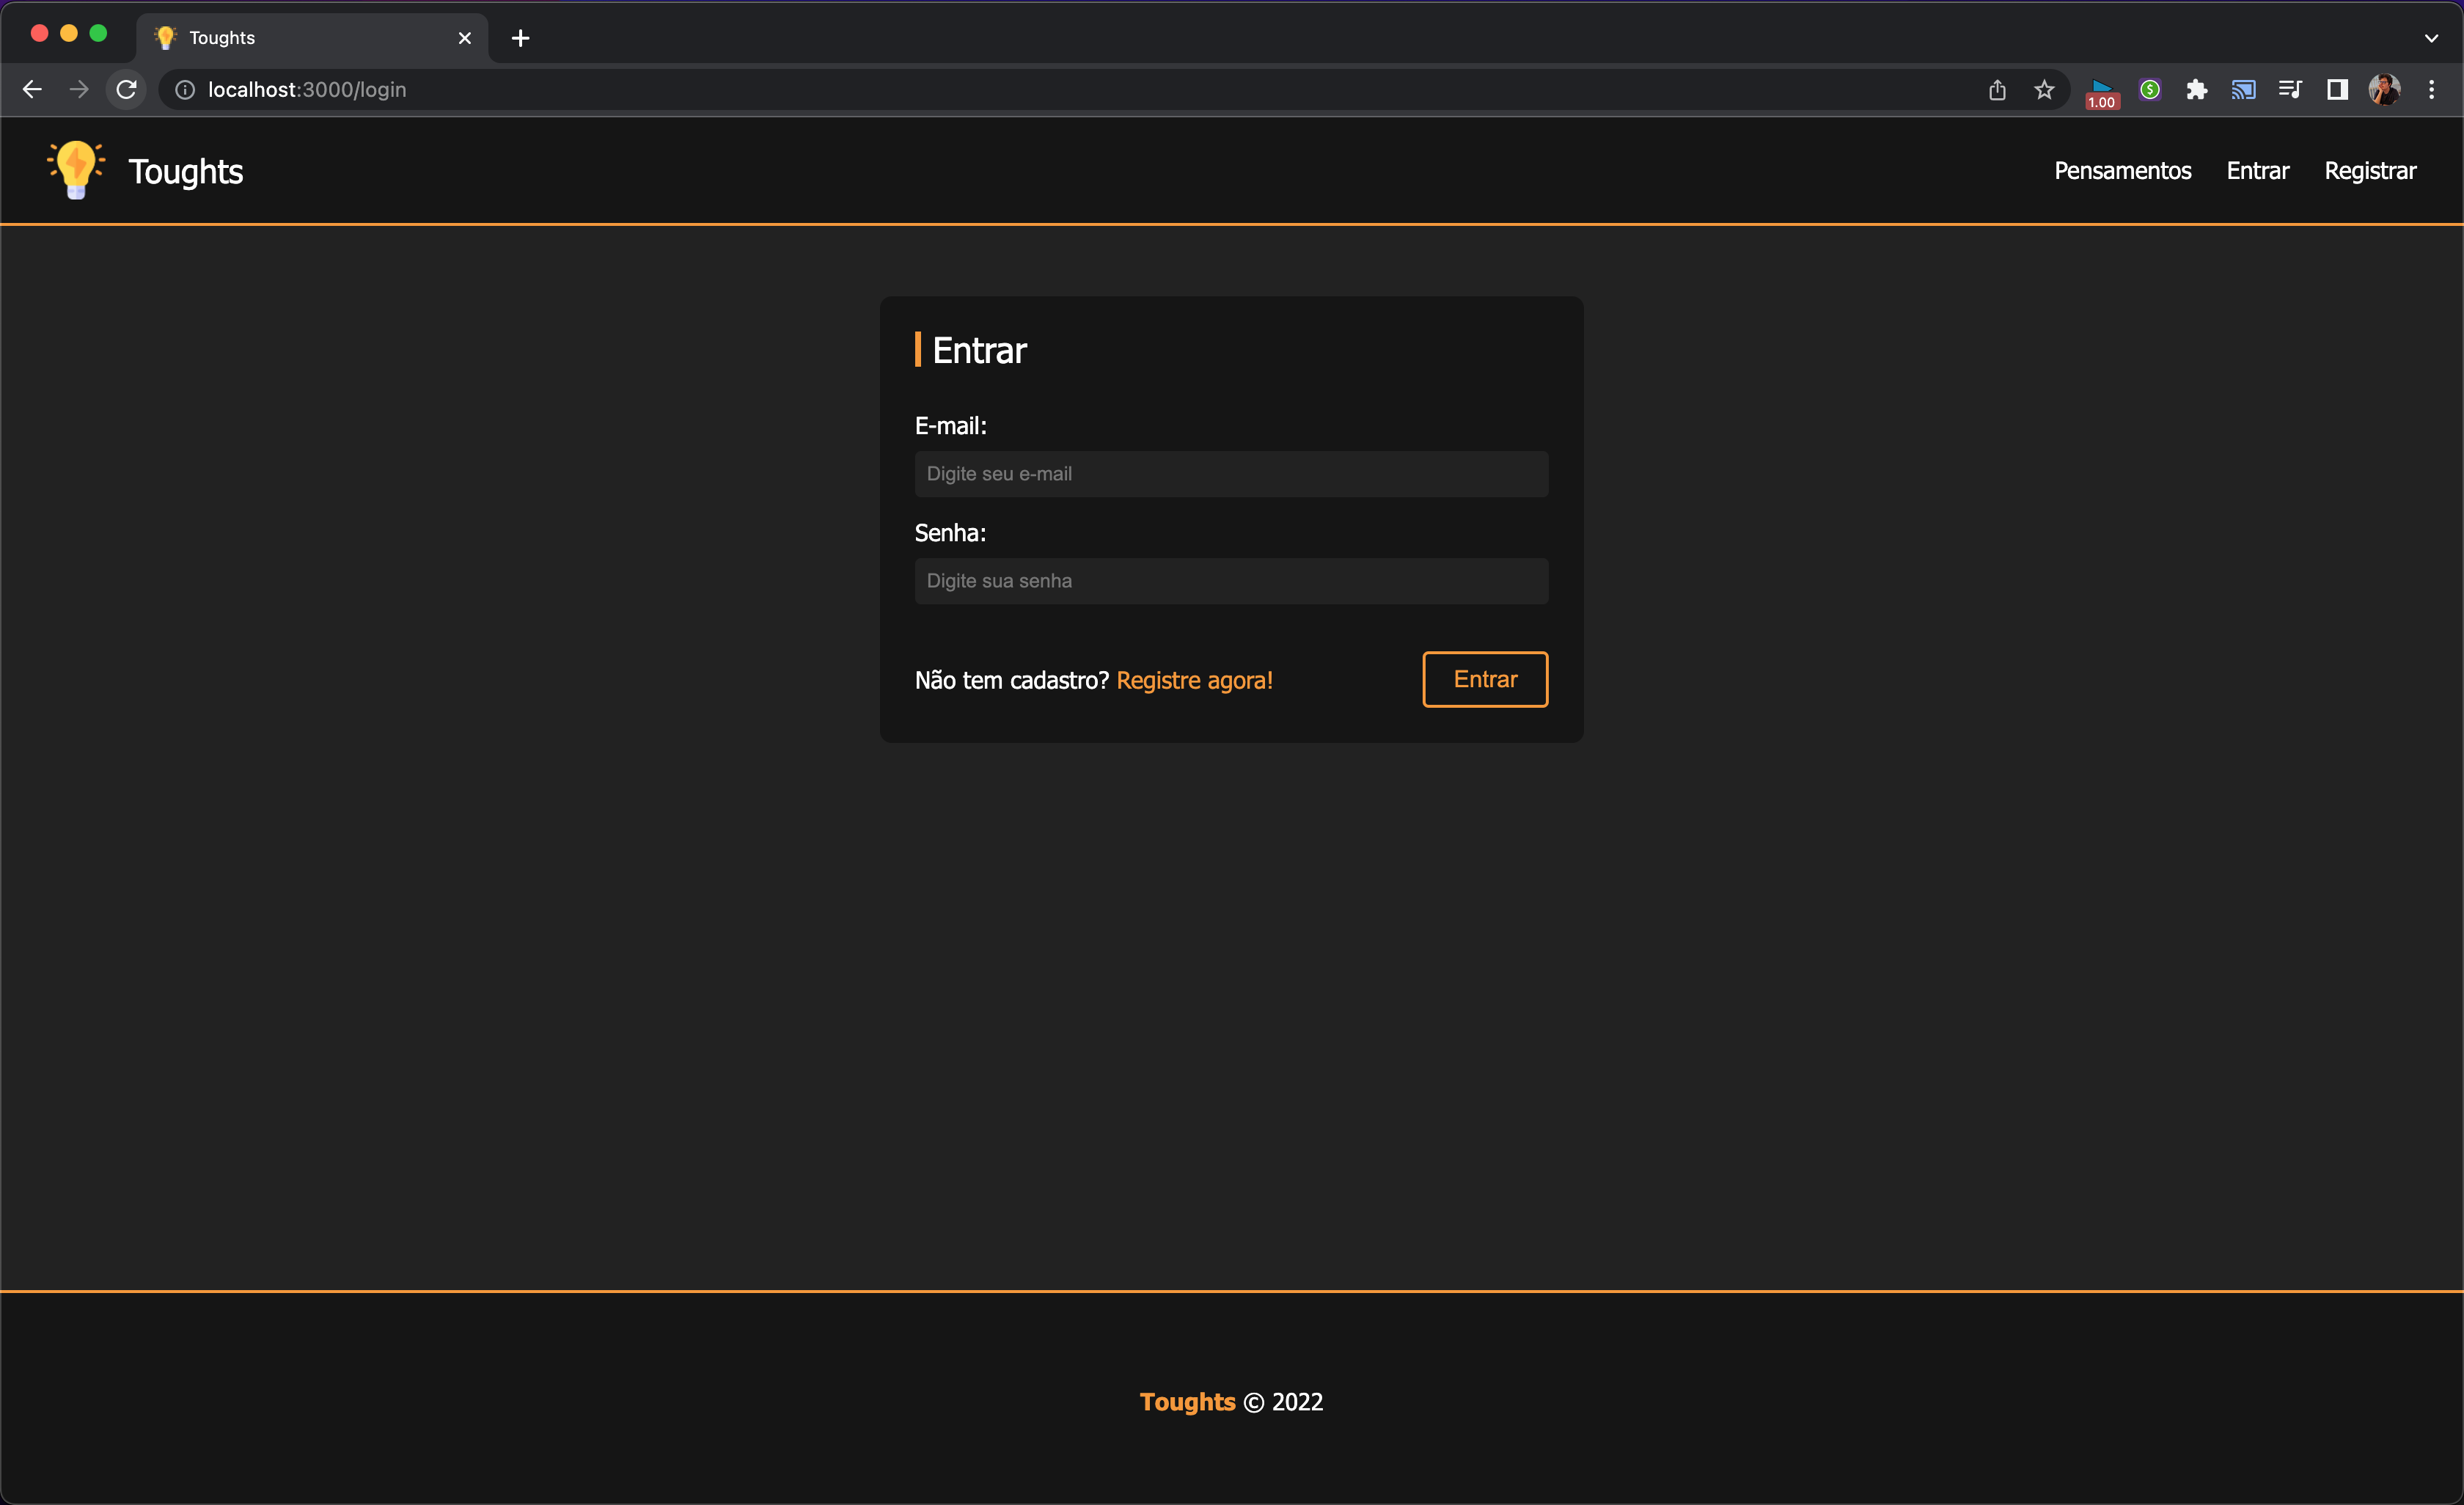 Toughts
localhost:3000/login
1.00
Toughts
Pensamentos Entrar Registrar
Entrar
E-mail:
Digite seu e-mail
Senha:
Digite sua senha
Não tem cadastro? Registre agora!
Entrar
Toughts © 2022